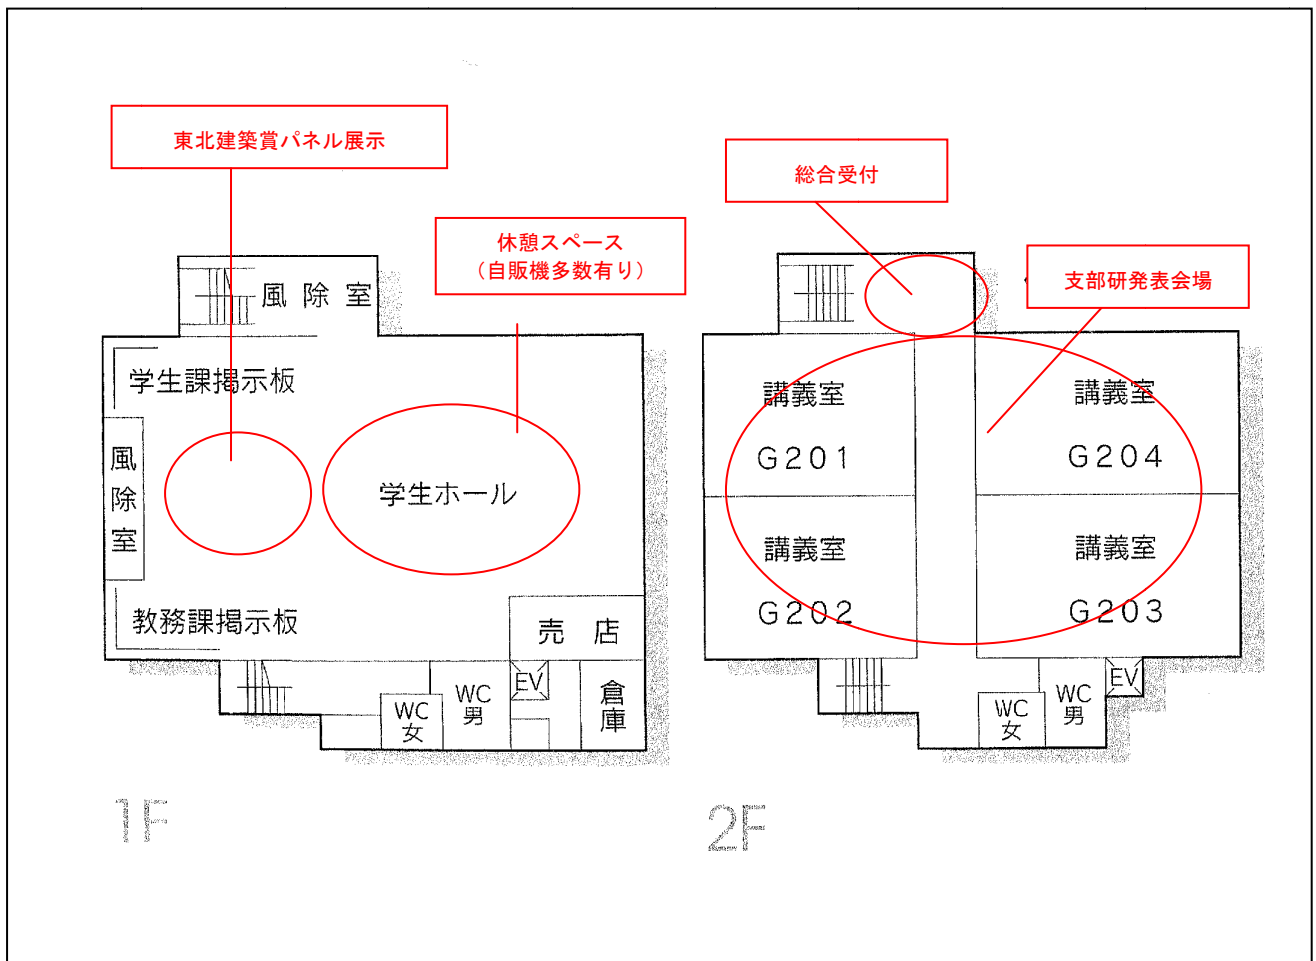 東北建築賞パネル展示
休憩スペース
（自販機多数有り）
風除室
学生課掲示板
風除室
学生ホール
教務課掲示板
売店
EV
倉庫
WC
男
WC
女
1F
総合受付
支部研発表会場
講義室
G201
講義室
G204
講義室
G202
講義室
G203
EV
WC
男
WC
女
2F